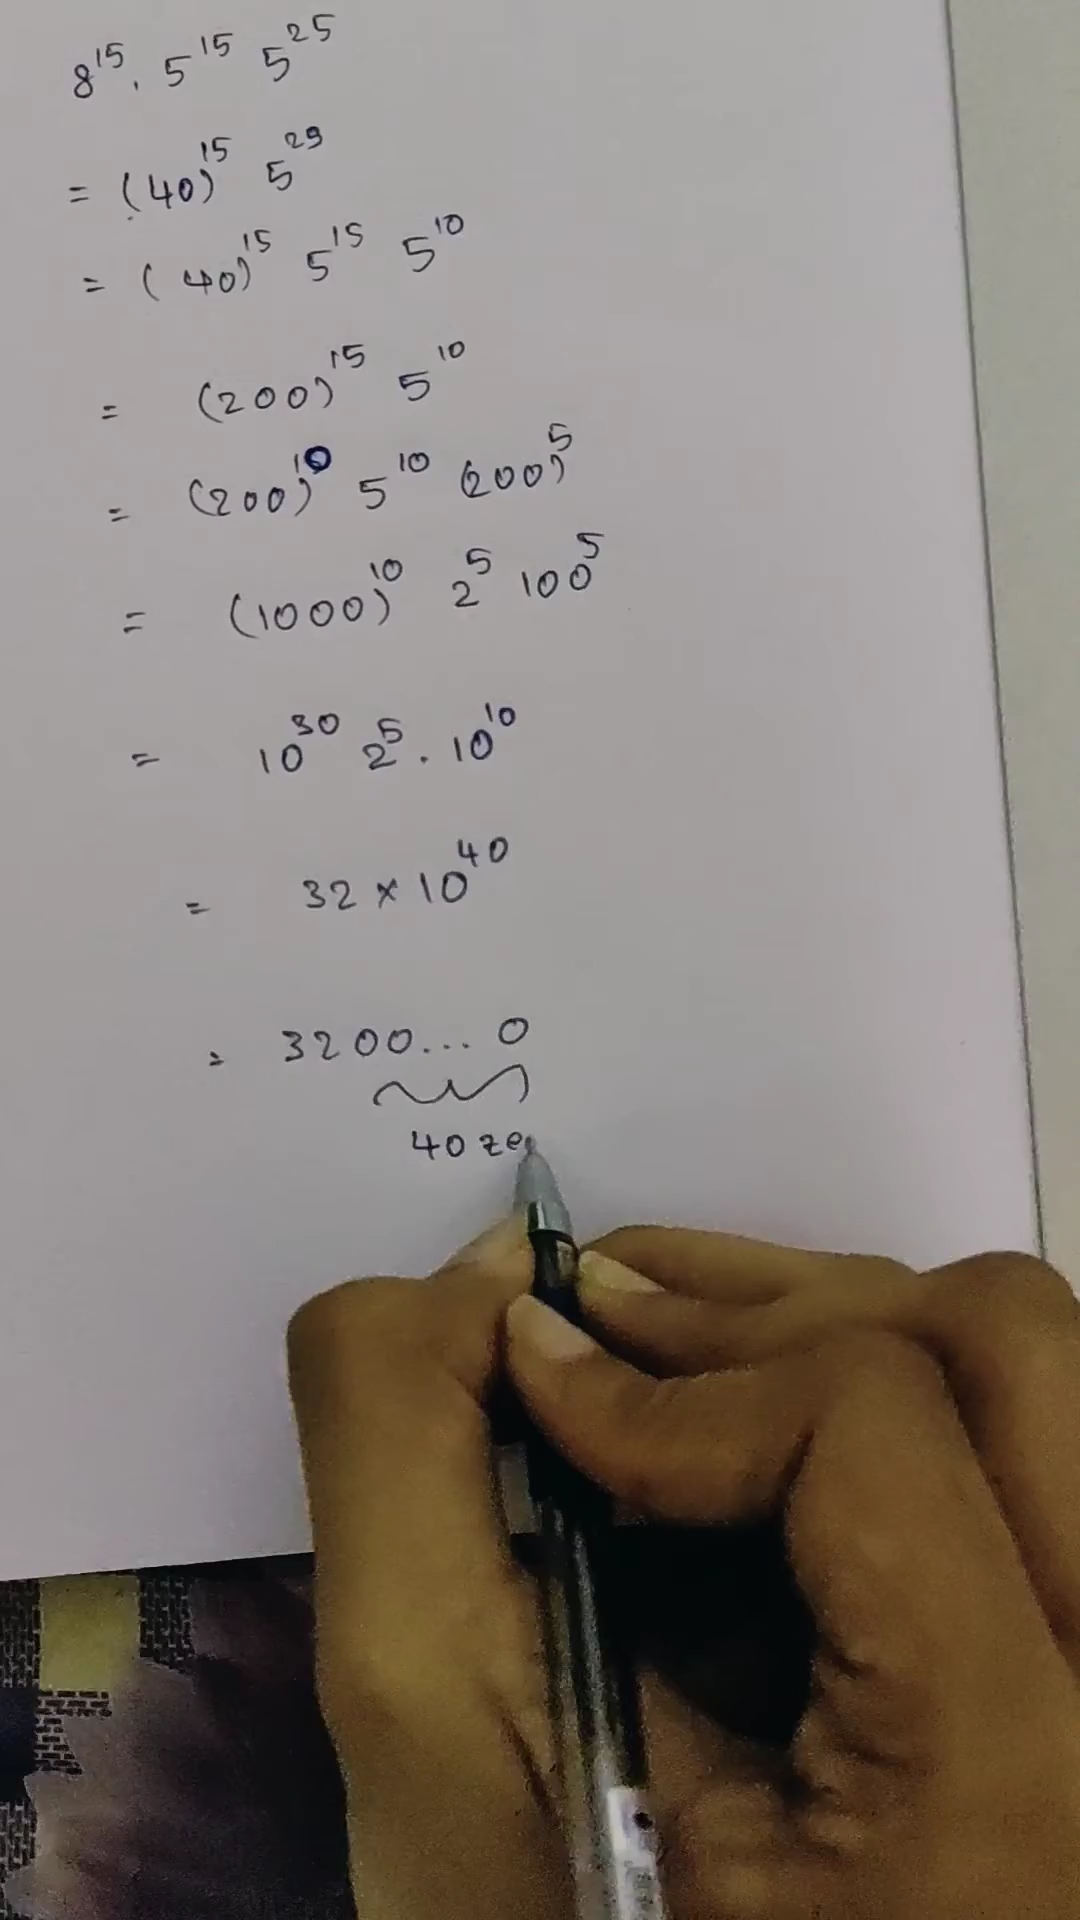 8^15 . 5^15 5^25
= (40)^15 5^29
= (40)^15 5^15 5^10
= (200)^15 5^10
= (200)^10 5^10 (200)^5
= (1000)^10 2^5 100^5
= 10^30 2^5 . 10^10
= 32 × 10^40
= 3200... 0
40 ze